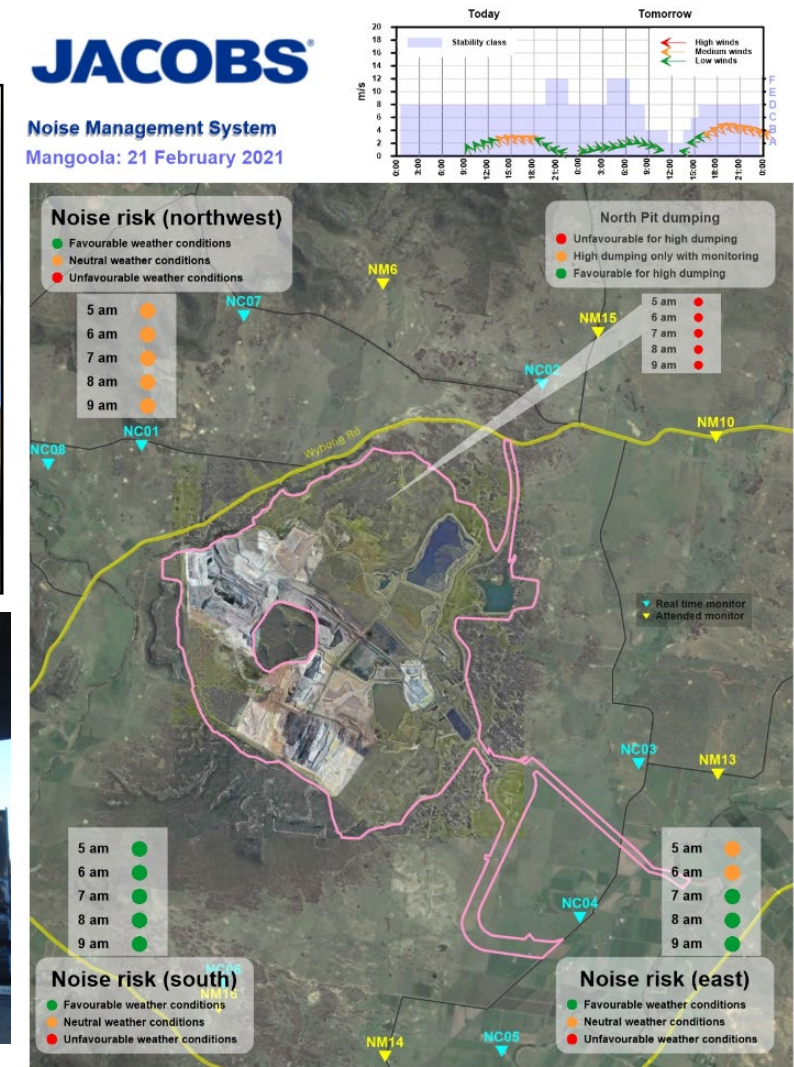 JACOBS
Noise Management System
Mangoola: 21 February 2021
Today
Tomorrow
m/s
20
18
16
14
12
10
8
6
4
2
0
Stability class
High winds
Medium winds
Low winds
F
E
D
C
B
A
0:00
3:00
6:00
9:00
12:00
15:00
18:00
21:00
0:00
3:00
6:00
9:00
12:00
15:00
18:00
21:00
0:00
Noise risk (northwest)
Favourable weather conditions
Neutral weather conditions
Unfavourable weather conditions
5 am
6 am
7 am
8 am
9 am
North Pit dumping
Unfavourable for high dumping
High dumping only with monitoring
Favourable for high dumping
5 am
6 am
7 am
8 am
9 am
NM6
NC07
NM15
NC02
NM10
NC01
NC08
Wybong Rd
Real time monitor
Attended monitor
NC03
NM13
NC04
5 am
6 am
7 am
8 am
9 am
NC06
NM16
Noise risk (south)
Favourable weather conditions
Neutral weather conditions
Unfavourable weather conditions
5 am
6 am
7 am
8 am
9 am
Noise risk (east)
Favourable weather conditions
Neutral weather conditions
Unfavourable weather conditions
NM14
NC05